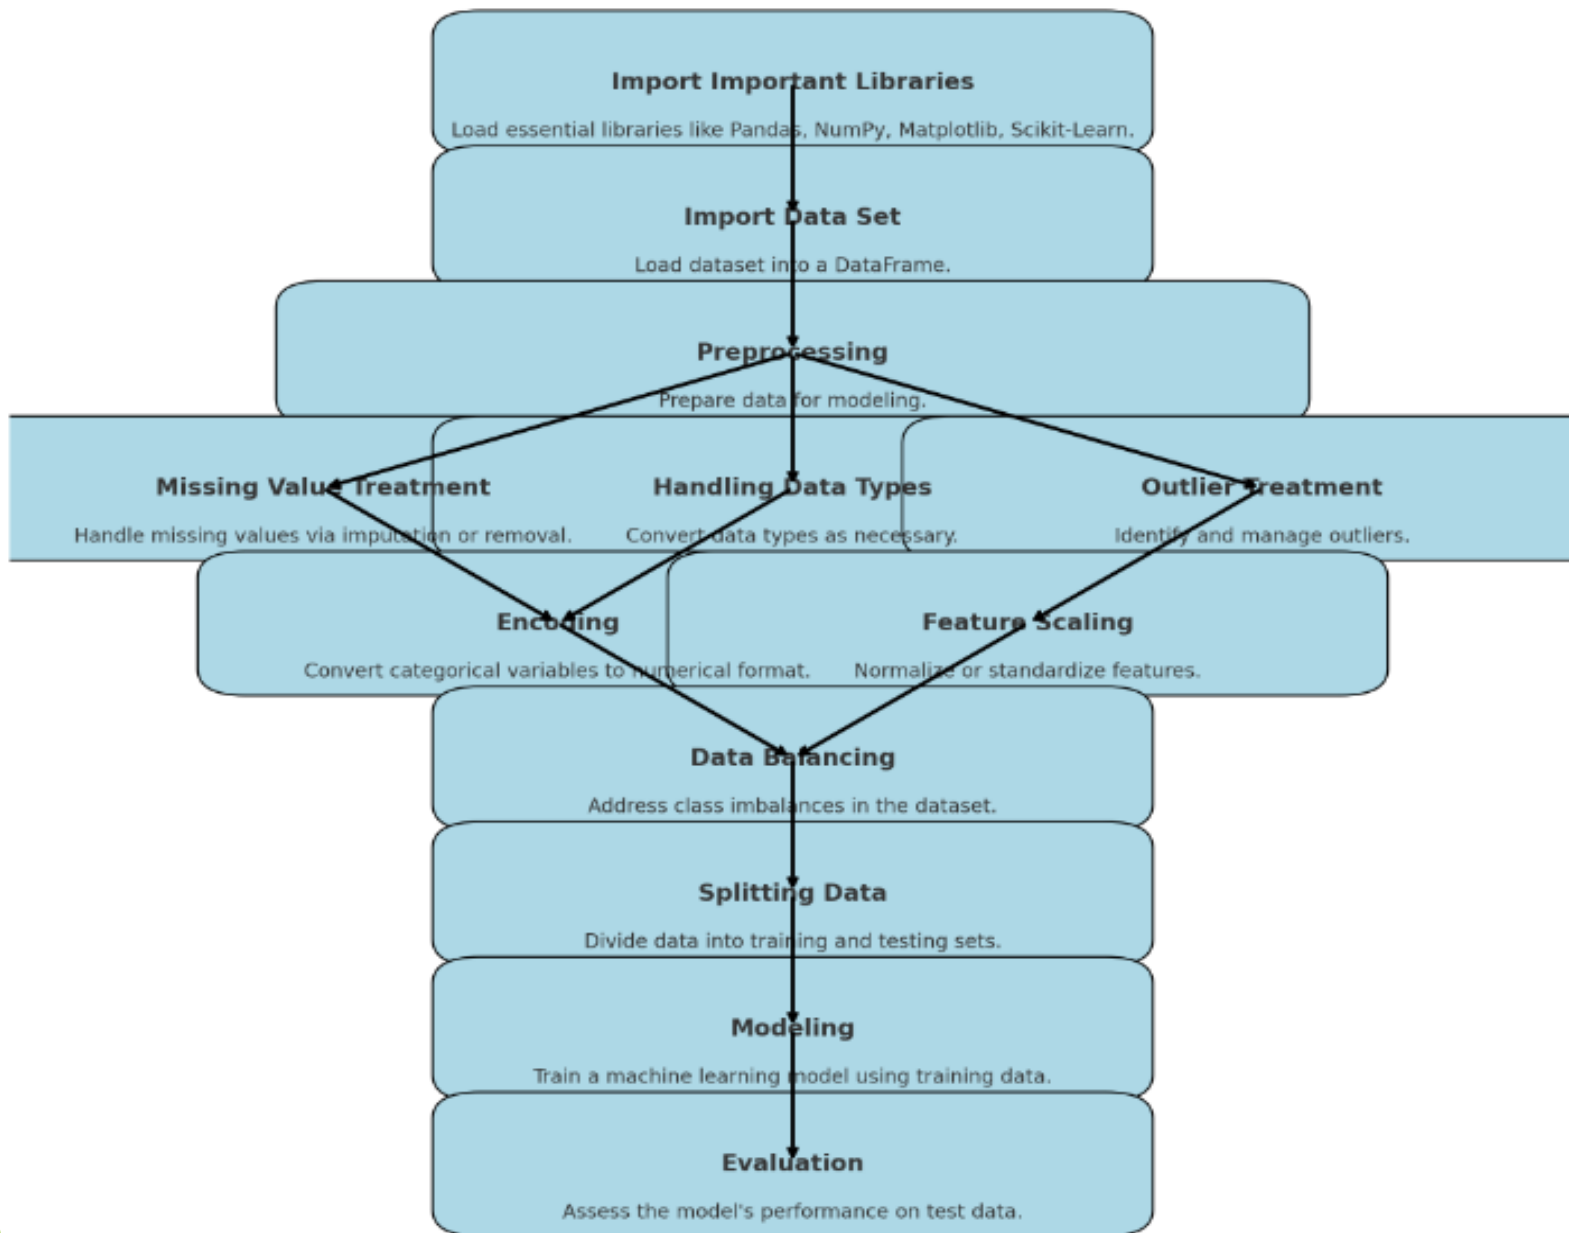 Import Important Libraries
Load essential libraries like Pandas, NumPy, Matplotlib, Scikit-Learn.
Import Data Set
Load dataset into a DataFrame.
Preprocessing
Prepare data for modeling.
Missing Value Treatment
Handle missing values via imputation or removal.
Handling Data Types
Convert data types as necessary.
Outlier Treatment
Identify and manage outliers.
Encoding
Convert categorical variables to numerical format.
Feature Scaling
Normalize or standardize features.
Data Balancing
Address class imbalances in the dataset.
Splitting Data
Divide data into training and testing sets.
Modeling
Train a machine learning model using training data.
Evaluation
Assess the model's performance on test data.